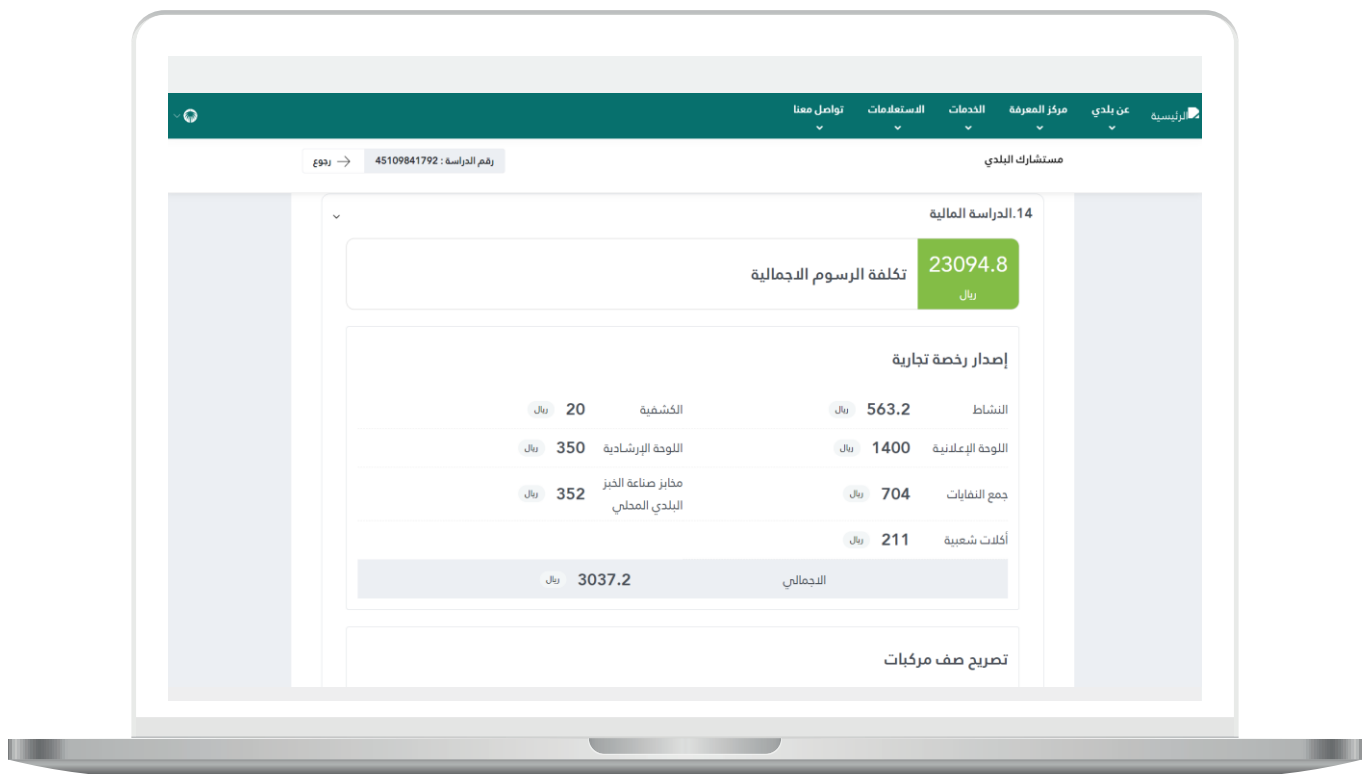 الرئيسية
عن بلدي
مركز المعرفة
الخدمات
الاستعلامات
تواصل معنا
مستشارك البلدي
رقم الدراسة : 45109841792
رجوع
14.الدراسة المالية
23094.8
ريال
تكلفة الرسوم الاجمالية
إصدار رخصة تجارية
النشاط 563.2 ريال
الكشفية 20 ريال
اللوحة الإعلانية 1400 ريال
اللوحة الإرشادية 350 ريال
جمع النفايات 704 ريال
مخابز صناعة الخبز
البلدي المحلي 352 ريال
أكلات شعبية 211 ريال
الاجمالي 3037.2 ريال
تصريح صف مركبات